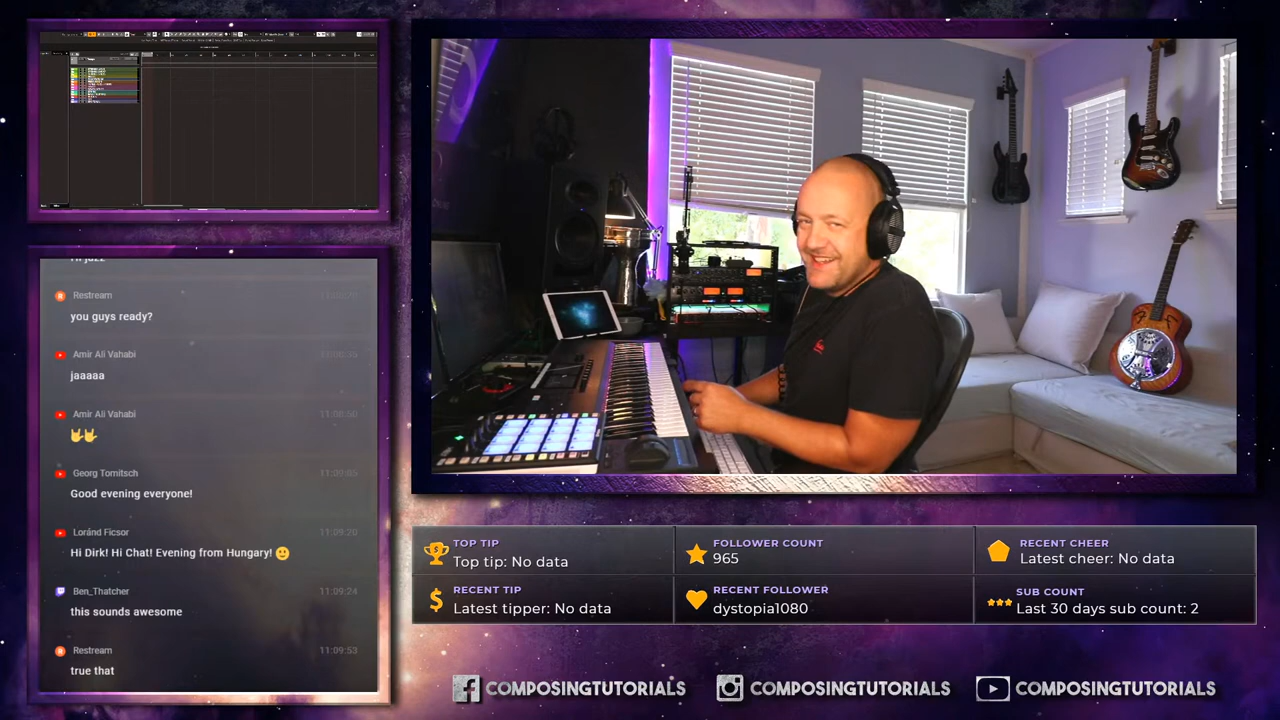 Hi jazz
Restream
you guys ready?
Amir Ali Vahabi
jaaaaa
Amir Ali Vahabi
🤟🤟
Georg Tomitsch
Good evening everyone!
Loránd Ficsor 11:09:20
Hi Dirk! Hi Chat! Evening from Hungary! 🙂
Ben_Thatcher 11:09:24
this sounds awesome
Restream 11:09:53
true that
TOP TIP
Top tip: No data
FOLLOWER COUNT
965
RECENT CHEER
Latest cheer: No data
RECENT TIP
Latest tipper: No data
RECENT FOLLOWER
dystopia1080
SUB COUNT
Last 30 days sub count: 2
COMPOSINGTUTORIALS
COMPOSINGTUTORIALS
COMPOSINGTUTORIALS